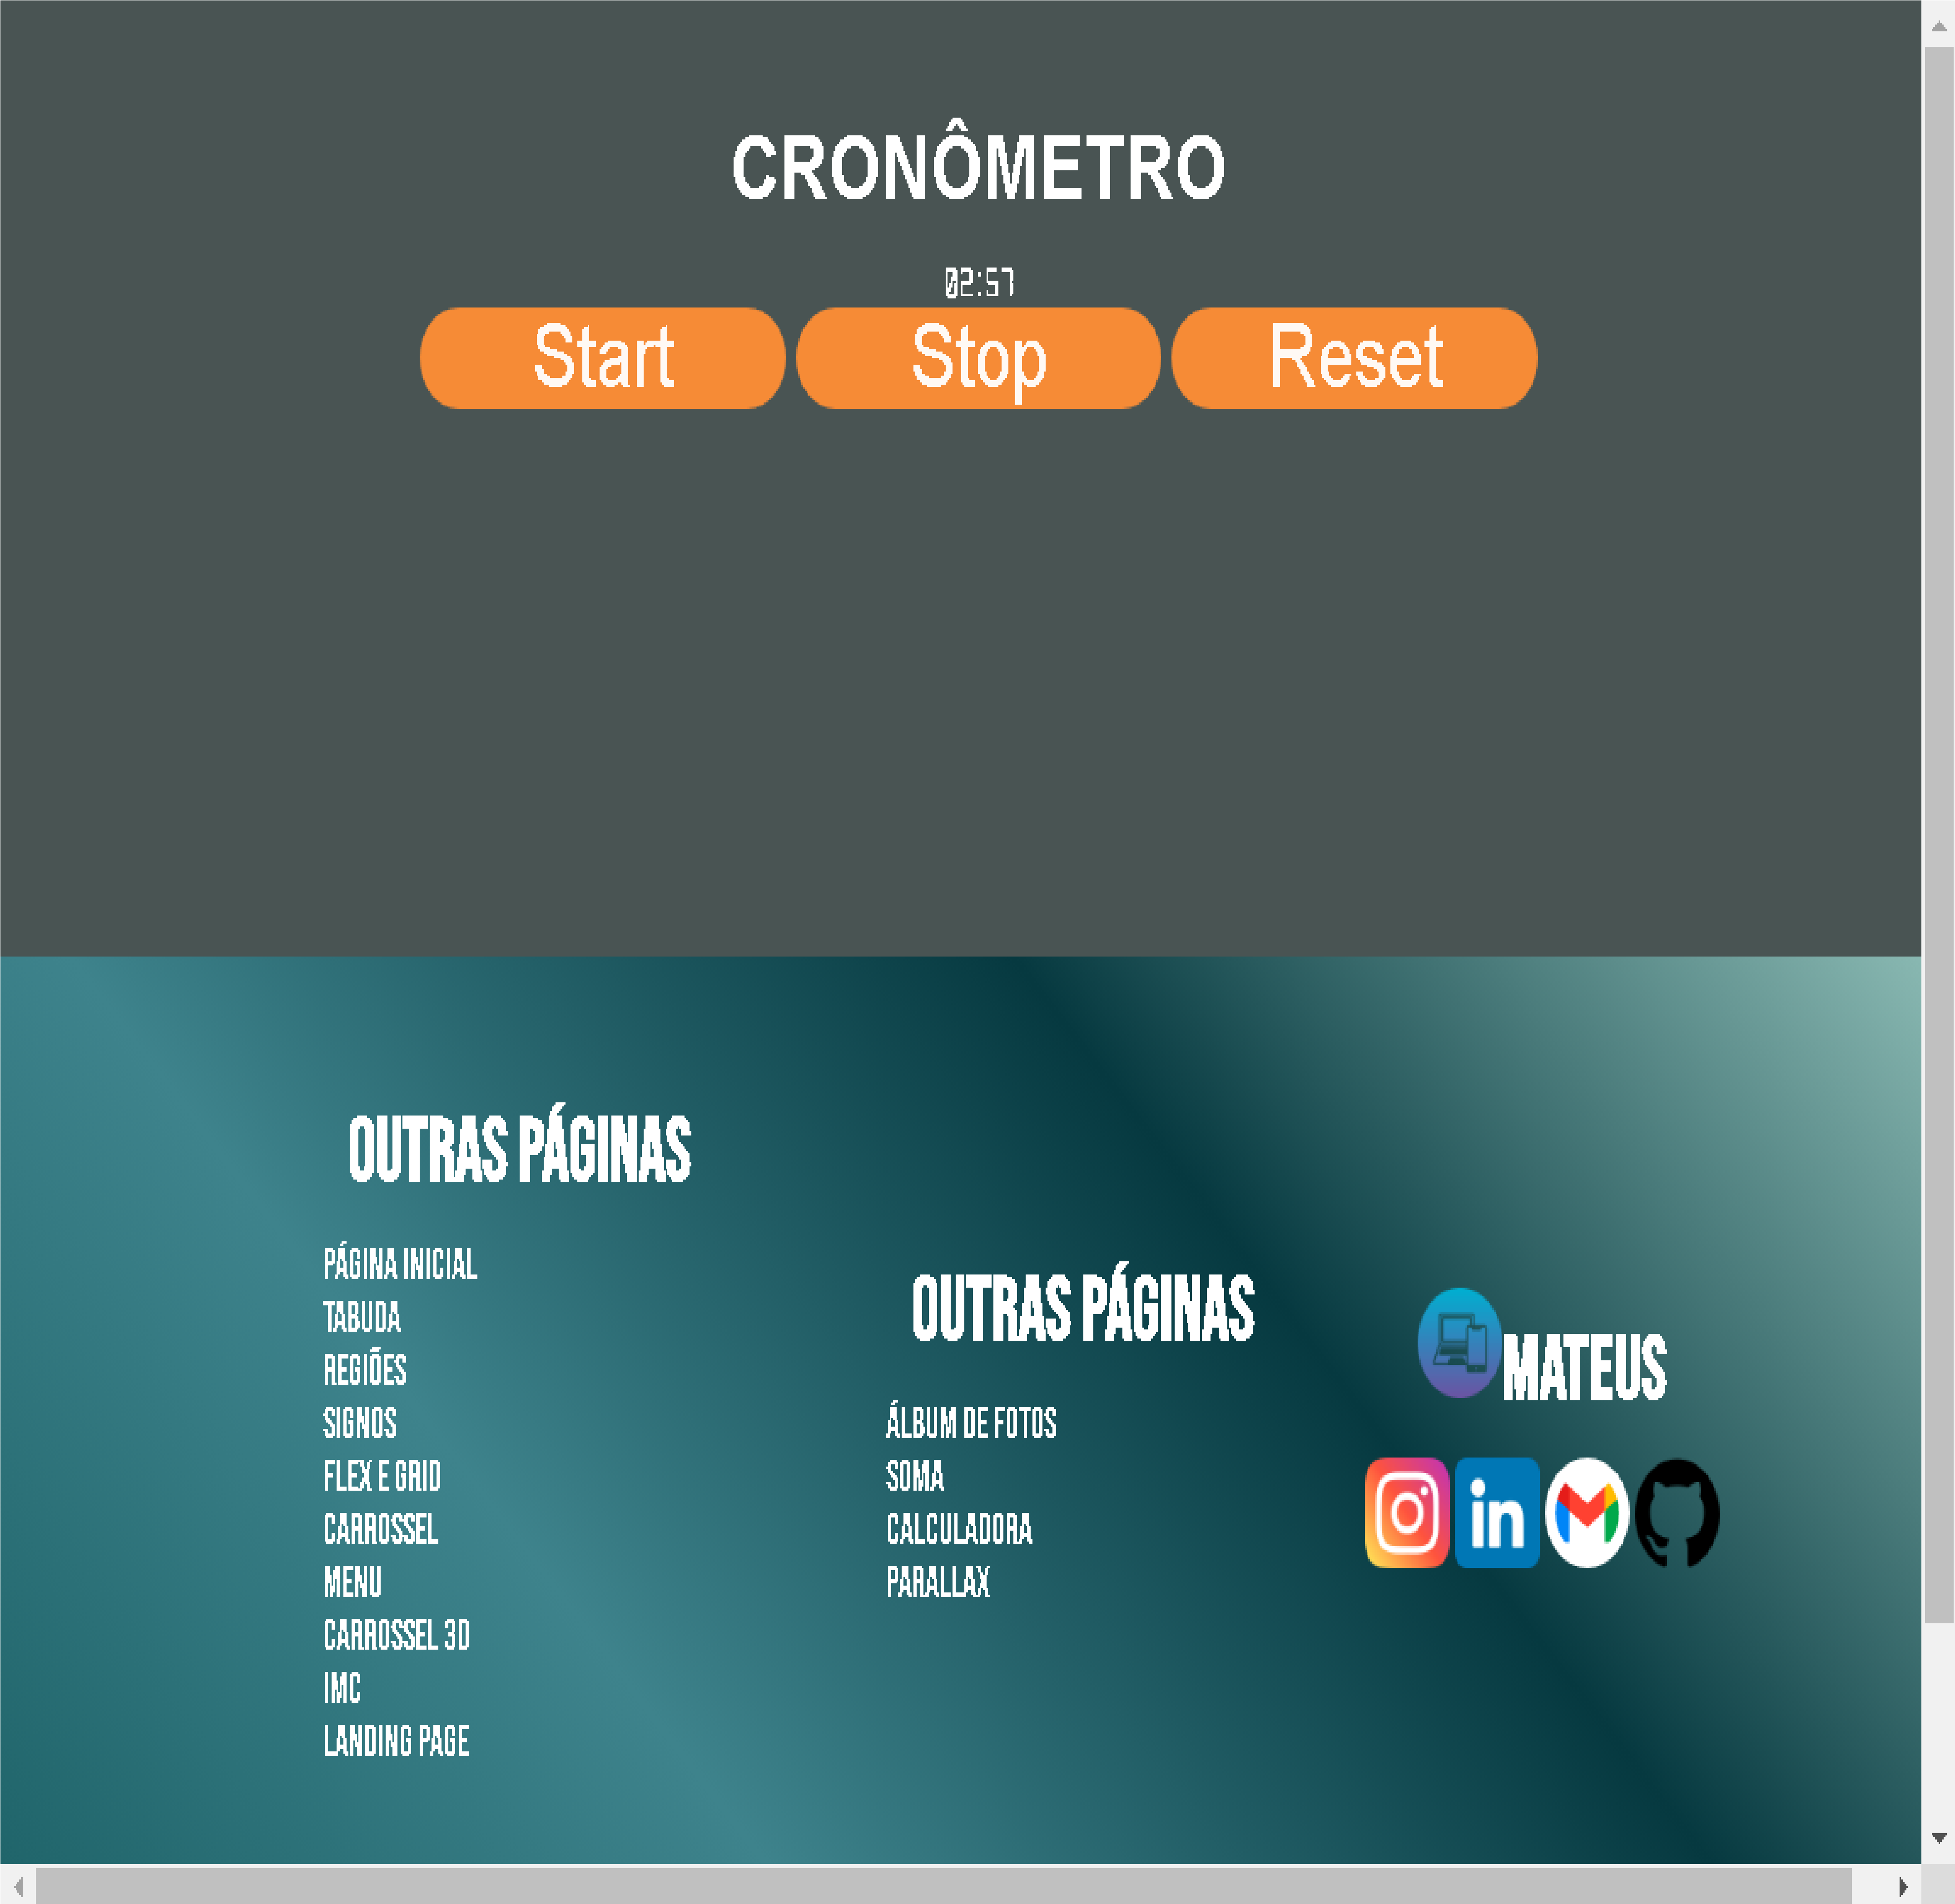 CRONÔMETRO
02:57
Start
Stop
Reset
OUTRAS PÁGINAS
PÁGINA INICIAL
TABUDA
REGIÕES
SIGNOS
FLEX E GRID
CARROSSEL
MENU
CARROSSEL 3D
IMC
LANDING PAGE
OUTRAS PÁGINAS
ÁLBUM DE FOTOS
SOMA
CALCULADORA
PARALLAX
MATEUS
in